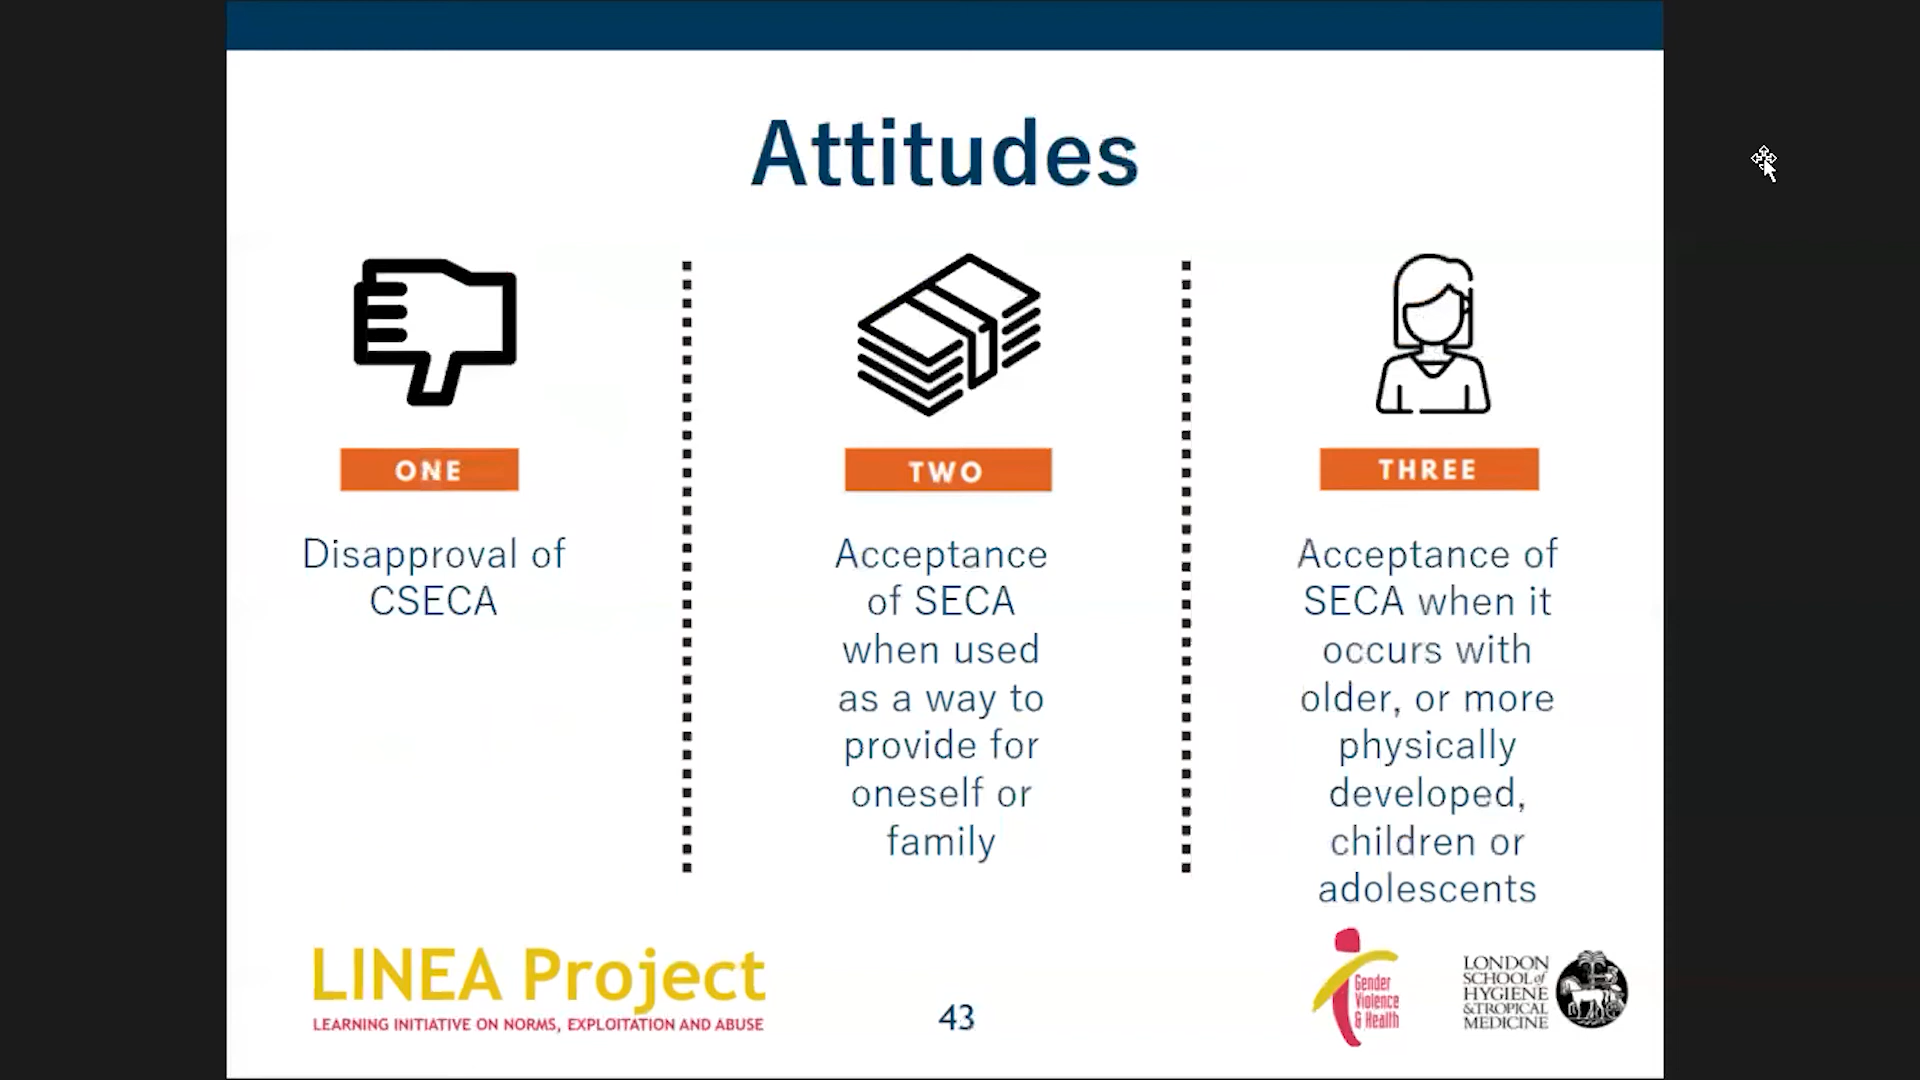 Attitudes
ONE
Disapproval of
CSECA
TWO
Acceptance
of SECA
when used
as a way to
provide for
oneself or
family
THREE
Acceptance of
SECA when it
occurs with
older, or more
physically
developed,
children or
adolescents
LINEA Project
LEARNING INITIATIVE ON NORMS, EXPLOITATION AND ABUSE
43
Gender
Violence
& Health
LONDON
SCHOOL of
HYGIENE
& TROPICAL
MEDICINE